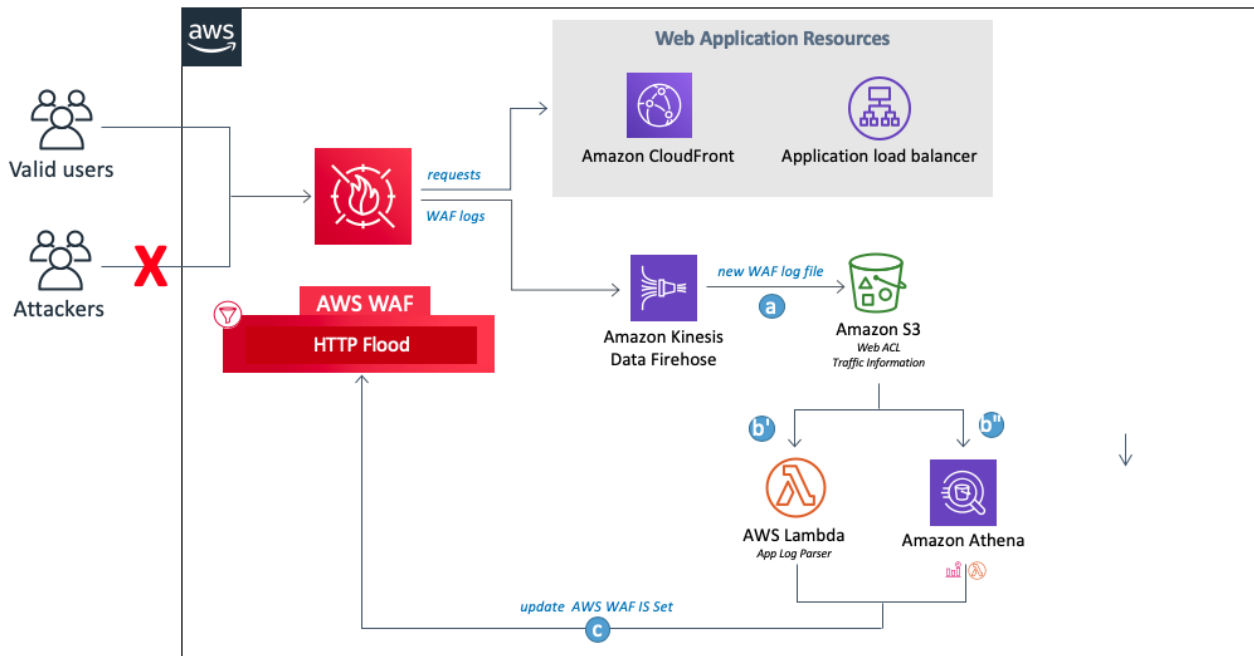 aws
Web Application Resources
Valid users
Amazon CloudFront
Application load balancer
requests
WAF logs
Attackers
X
new WAF log file
a
AWS WAF
HTTP Flood
Amazon Kinesis
Data Firehose
Amazon S3
Web ACL
Traffic Information
b'
b"
AWS Lambda
App Log Parser
Amazon Athena
update AWS WAF IS Set
c